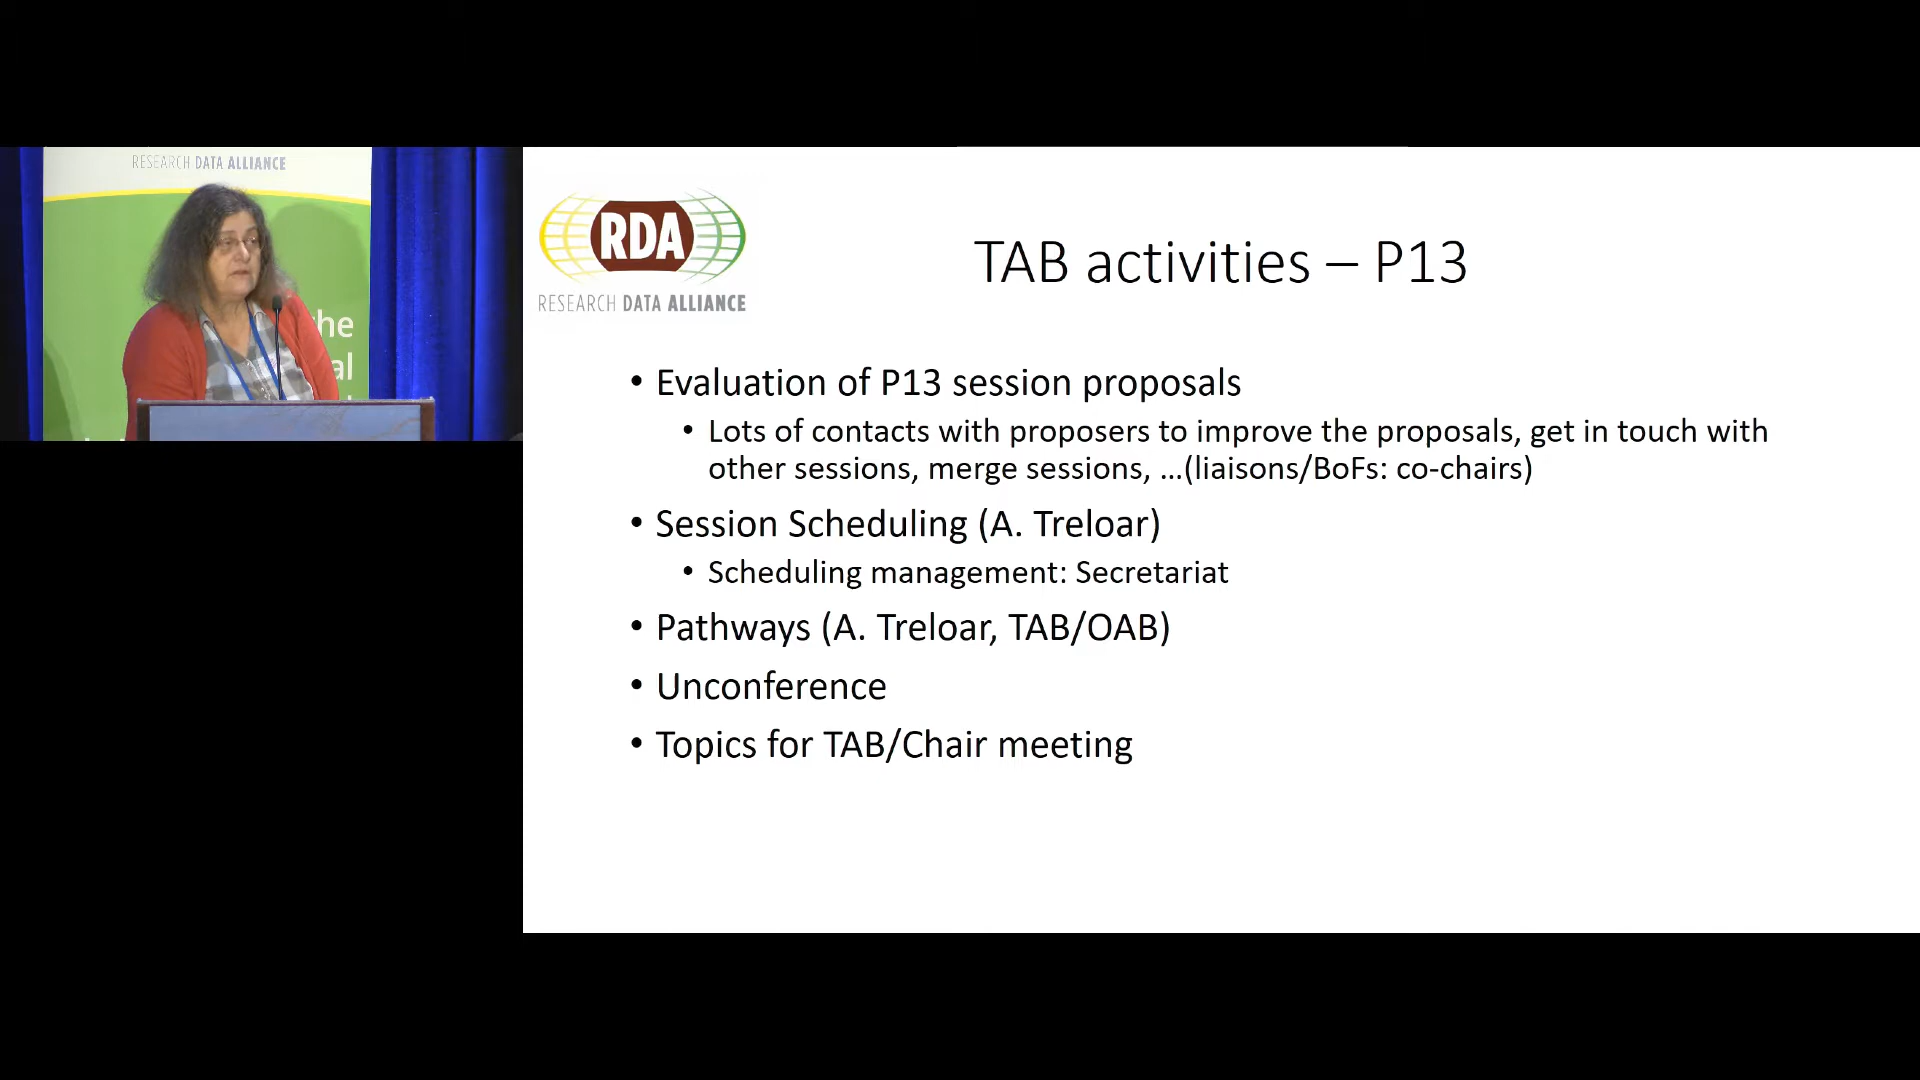 RESEARCH DATA ALLIANCE
the
al
RDA
RESEARCH DATA ALLIANCE
TAB activities – P13
• Evaluation of P13 session proposals
• Lots of contacts with proposers to improve the proposals, get in touch with
other sessions, merge sessions, …(liaisons/BoFs: co-chairs)
• Session Scheduling (A. Treloar)
• Scheduling management: Secretariat
• Pathways (A. Treloar, TAB/OAB)
• Unconference
• Topics for TAB/Chair meeting